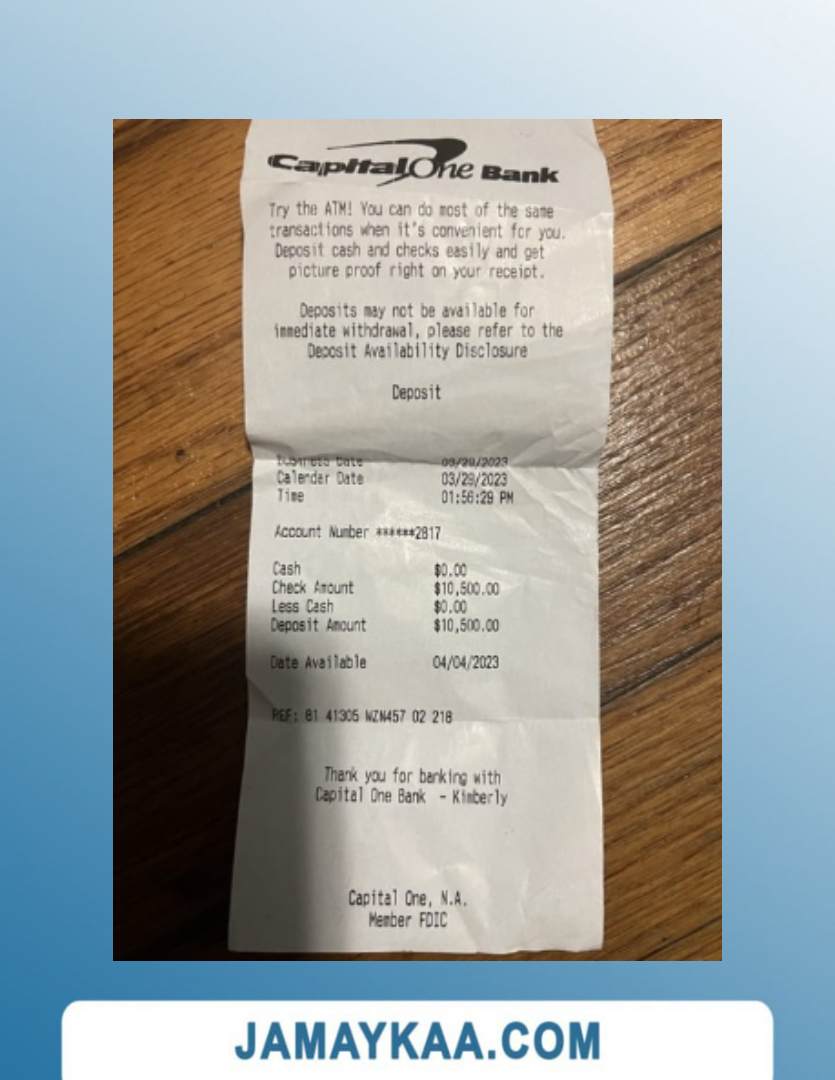 CapitalOne Bank
Try the ATM! You can do most of the same
transactions when it's convenient for you.
Deposit cash and checks easily and get
picture proof right on your receipt.
Deposits may not be available for
immediate withdrawal, please refer to the
Deposit Availability Disclosure
Deposit
Business Date 03/29/2023
Calendar Date 03/29/2023
Time 01:56:29 PM
Account Number ******2817
Cash $0.00
Check Amount $10,500.00
Less Cash $0.00
Deposit Amount $10,500.00
Date Available 04/04/2023
REF: 81 41305 WZN457 02 218
Thank you for banking with
Capital One Bank - Kimberly
Capital One, N.A.
Member FDIC
JAMAYKAA.COM